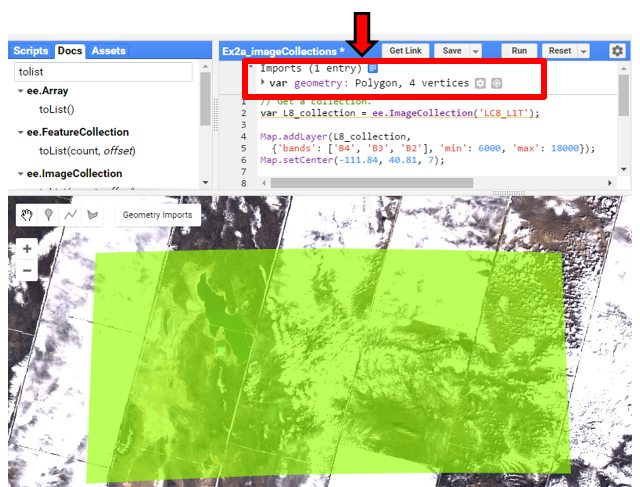 Scripts Docs Assets
tolist
ee.Array
toList()
ee.FeatureCollection
toList(count, offset)
ee.ImageCollection
Ex2a_imageCollections *
Get Link Save Run Reset
Imports (1 entry)
var geometry: Polygon, 4 vertices
1 // Get a collection.
2 var L8_collection = ee.ImageCollection('LC8_L1T');
3
4 Map.addLayer(L8_collection,
5 {'bands': ['B4', 'B3', 'B2'], 'min': 6000, 'max': 18000});
6 Map.setCenter(-111.84, 40.81, 7);
7
8
Geometry Imports
+
−